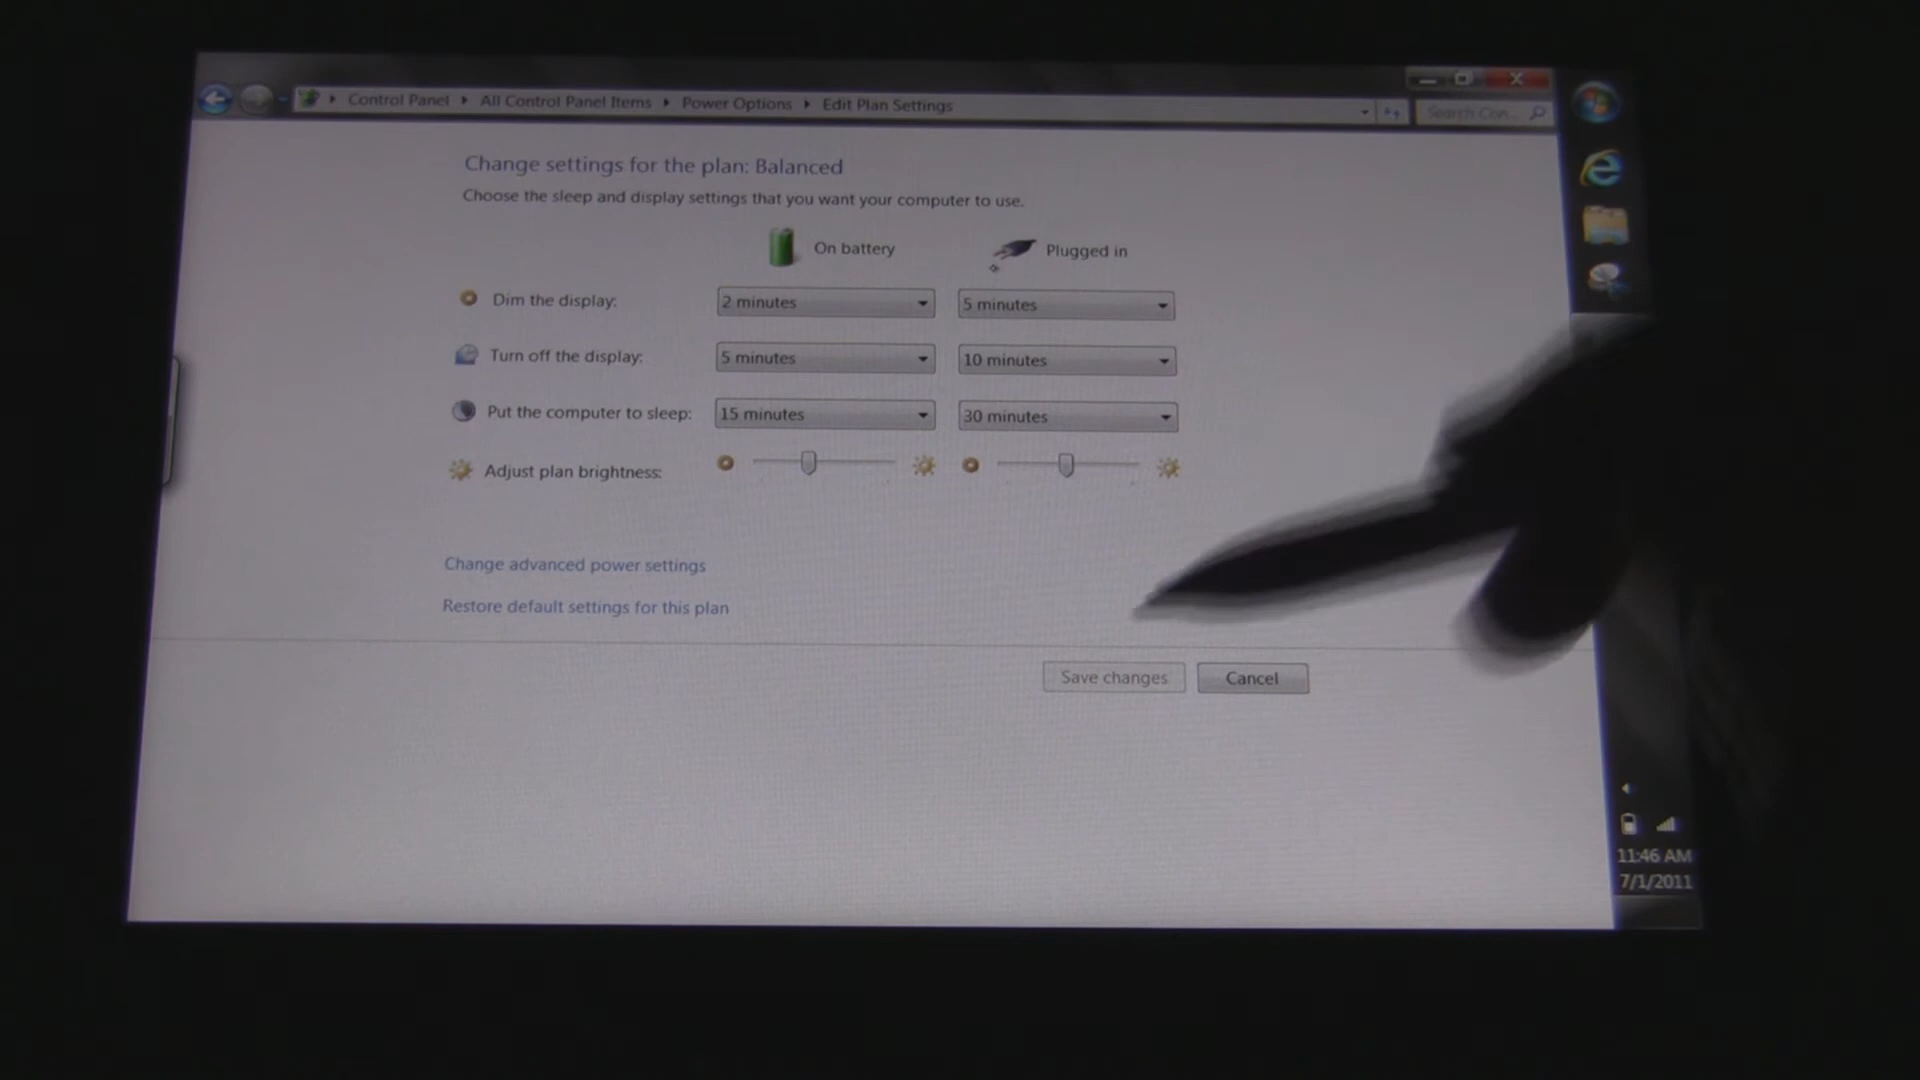 Control Panel All Control Panel Items Power Options Edit Plan Settings
Search Con...
Change settings for the plan: Balanced
Choose the sleep and display settings that you want your computer to use.
On battery Plugged in
Dim the display: 2 minutes 5 minutes
Turn off the display: 5 minutes 10 minutes
Put the computer to sleep: 15 minutes 30 minutes
Adjust plan brightness:
Change advanced power settings
Restore default settings for this plan
Save changes Cancel
11:46 AM
7/1/2011